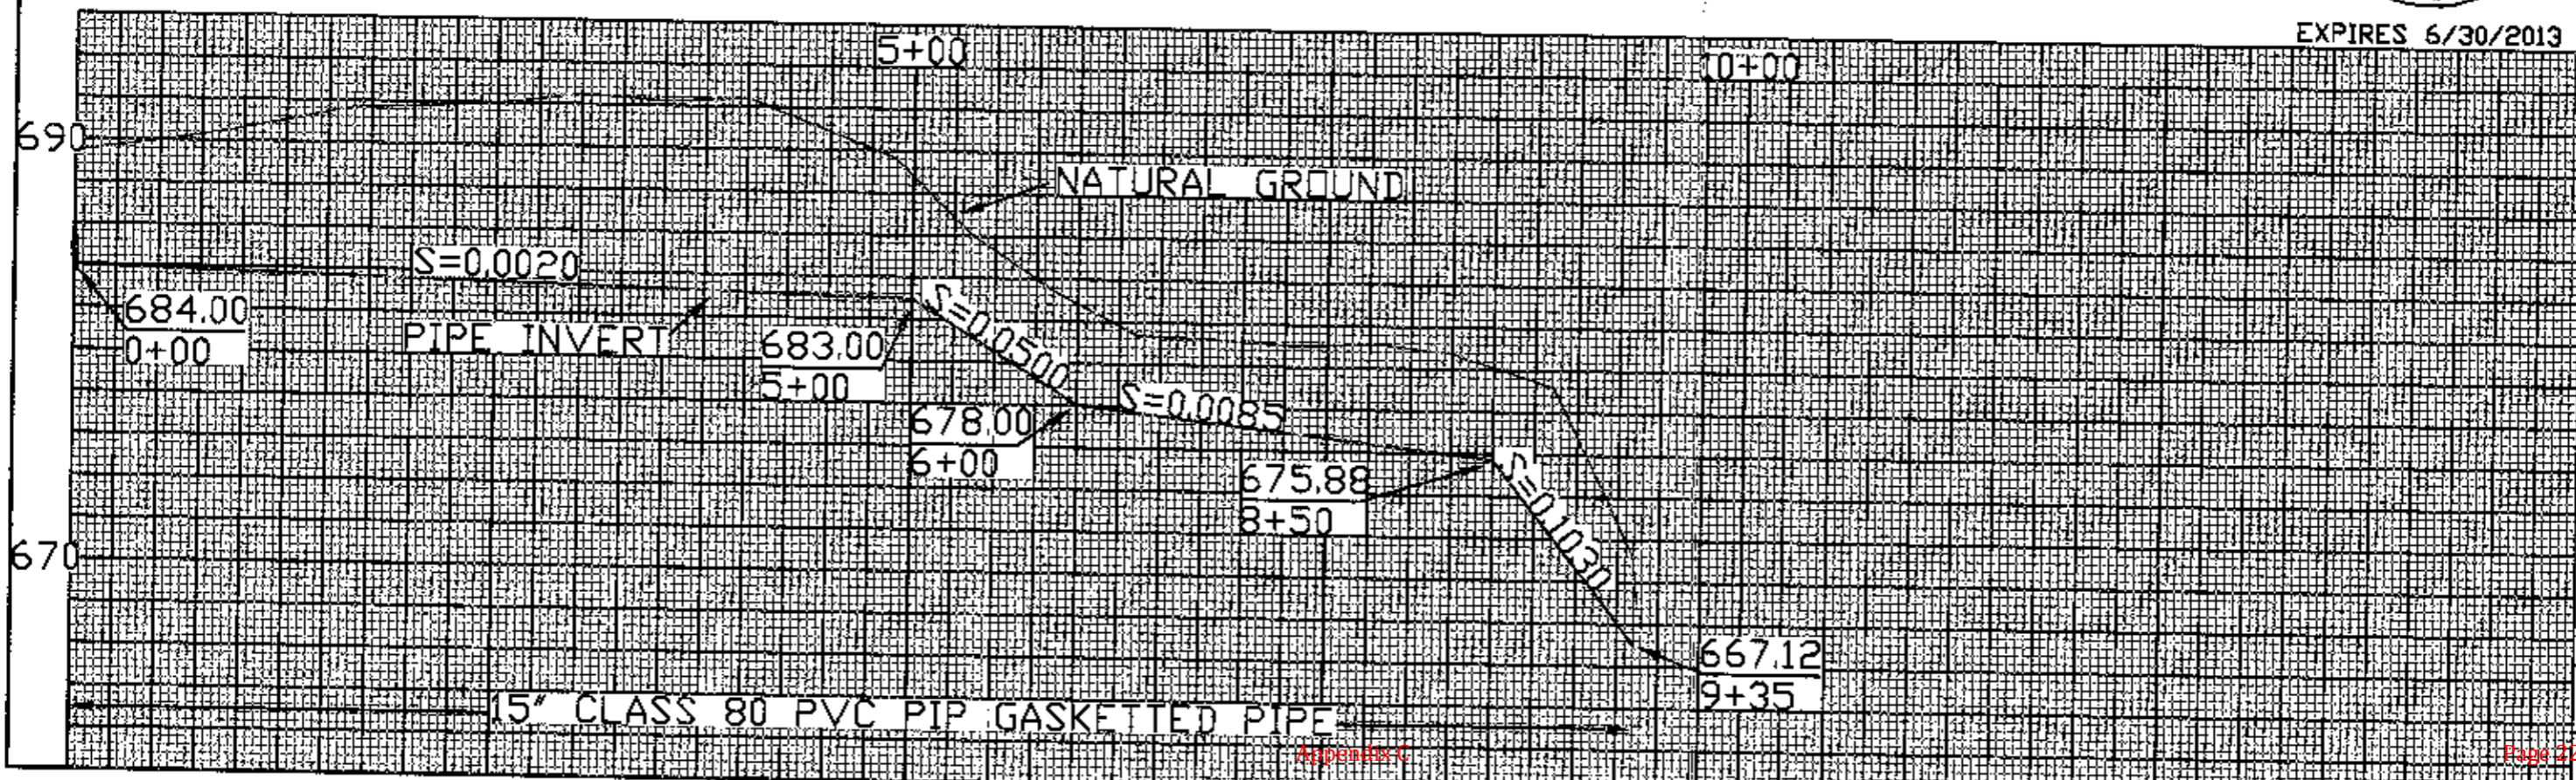 EXPIRES 6/30/2013
5+00
10+00
690
NATURAL GROUND
S=0.0020
684.00
0+00
PIPE INVERT
683.00
5+00
S=0.0500
678.00
6+00
S=0.0085
675.88
8+50
S=0.1030
670
667.12
9+35
15" CLASS 80 PVC PIP GASKETTED PIPE
Appendix C
Page